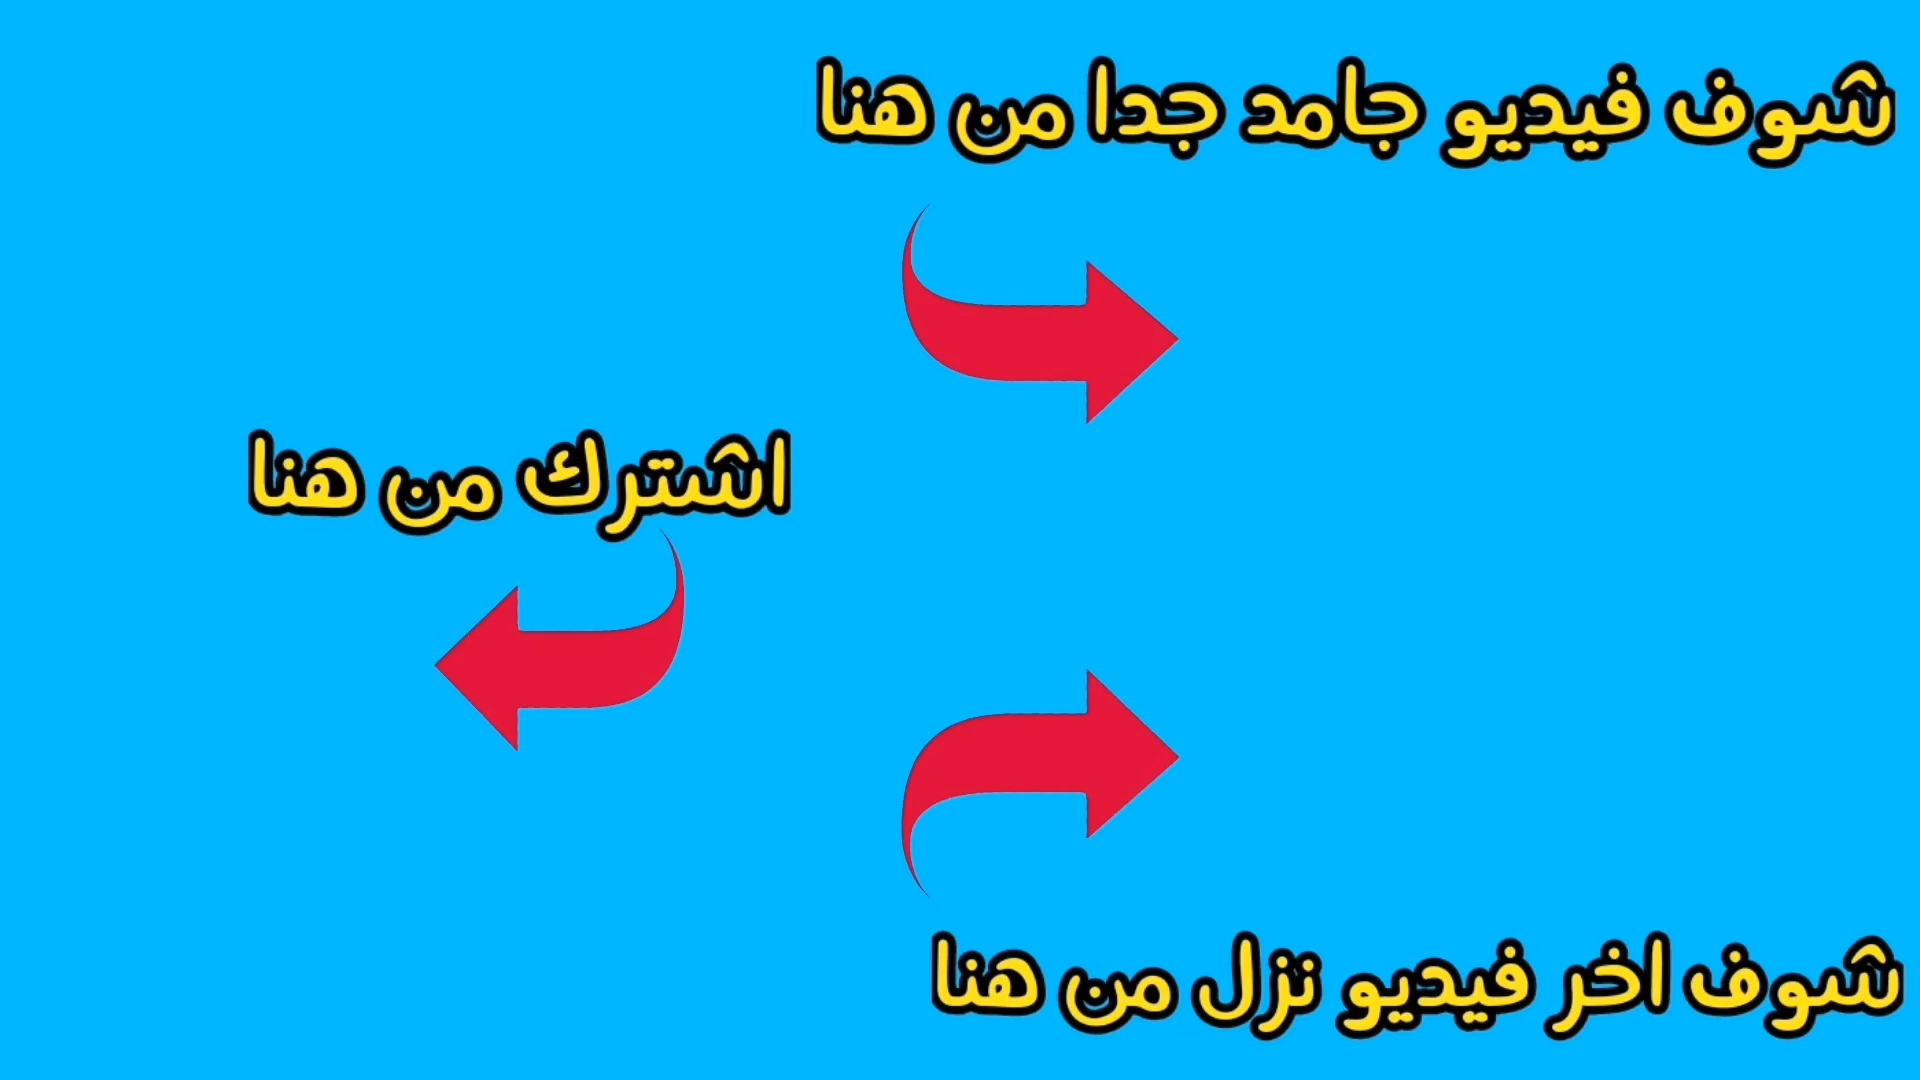 شوف فيديو جامد جدا من هنا
اشترك من هنا
شوف اخر فيديو نزل من هنا